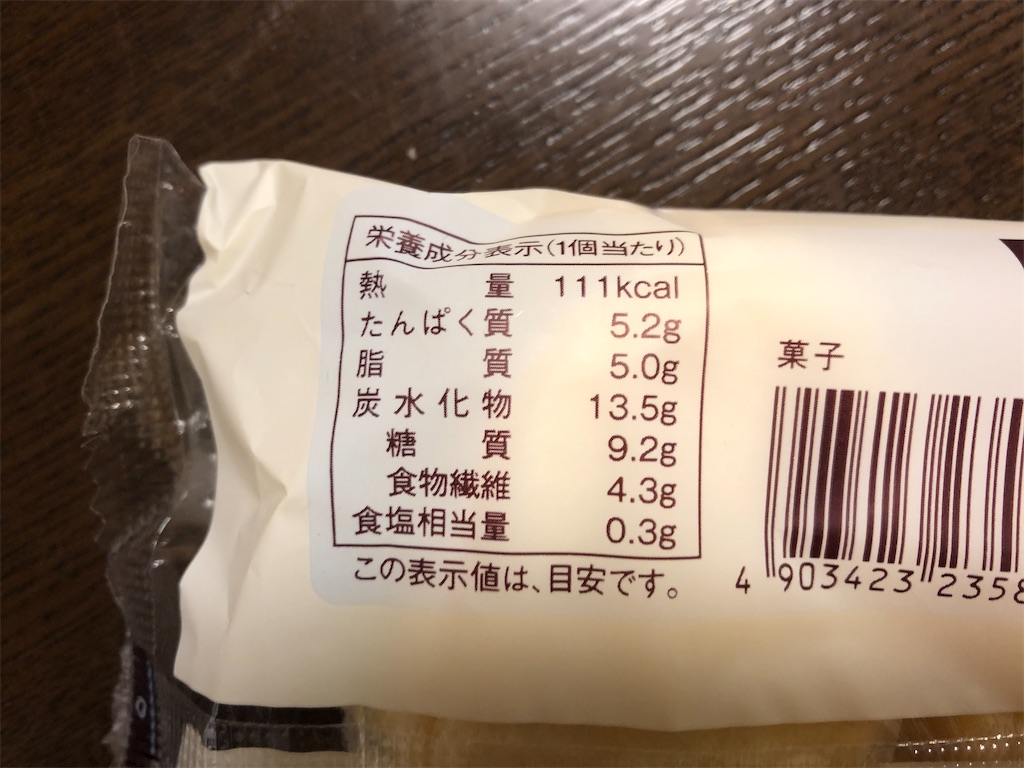 栄養成分表示(1個当たり)
熱量 111kcal
たんぱく質 5.2g
脂質 5.0g
炭水化物 13.5g
糖質 9.2g
食物繊維 4.3g
食塩相当量 0.3g
この表示値は、目安です。
菓子
4 903423 2358